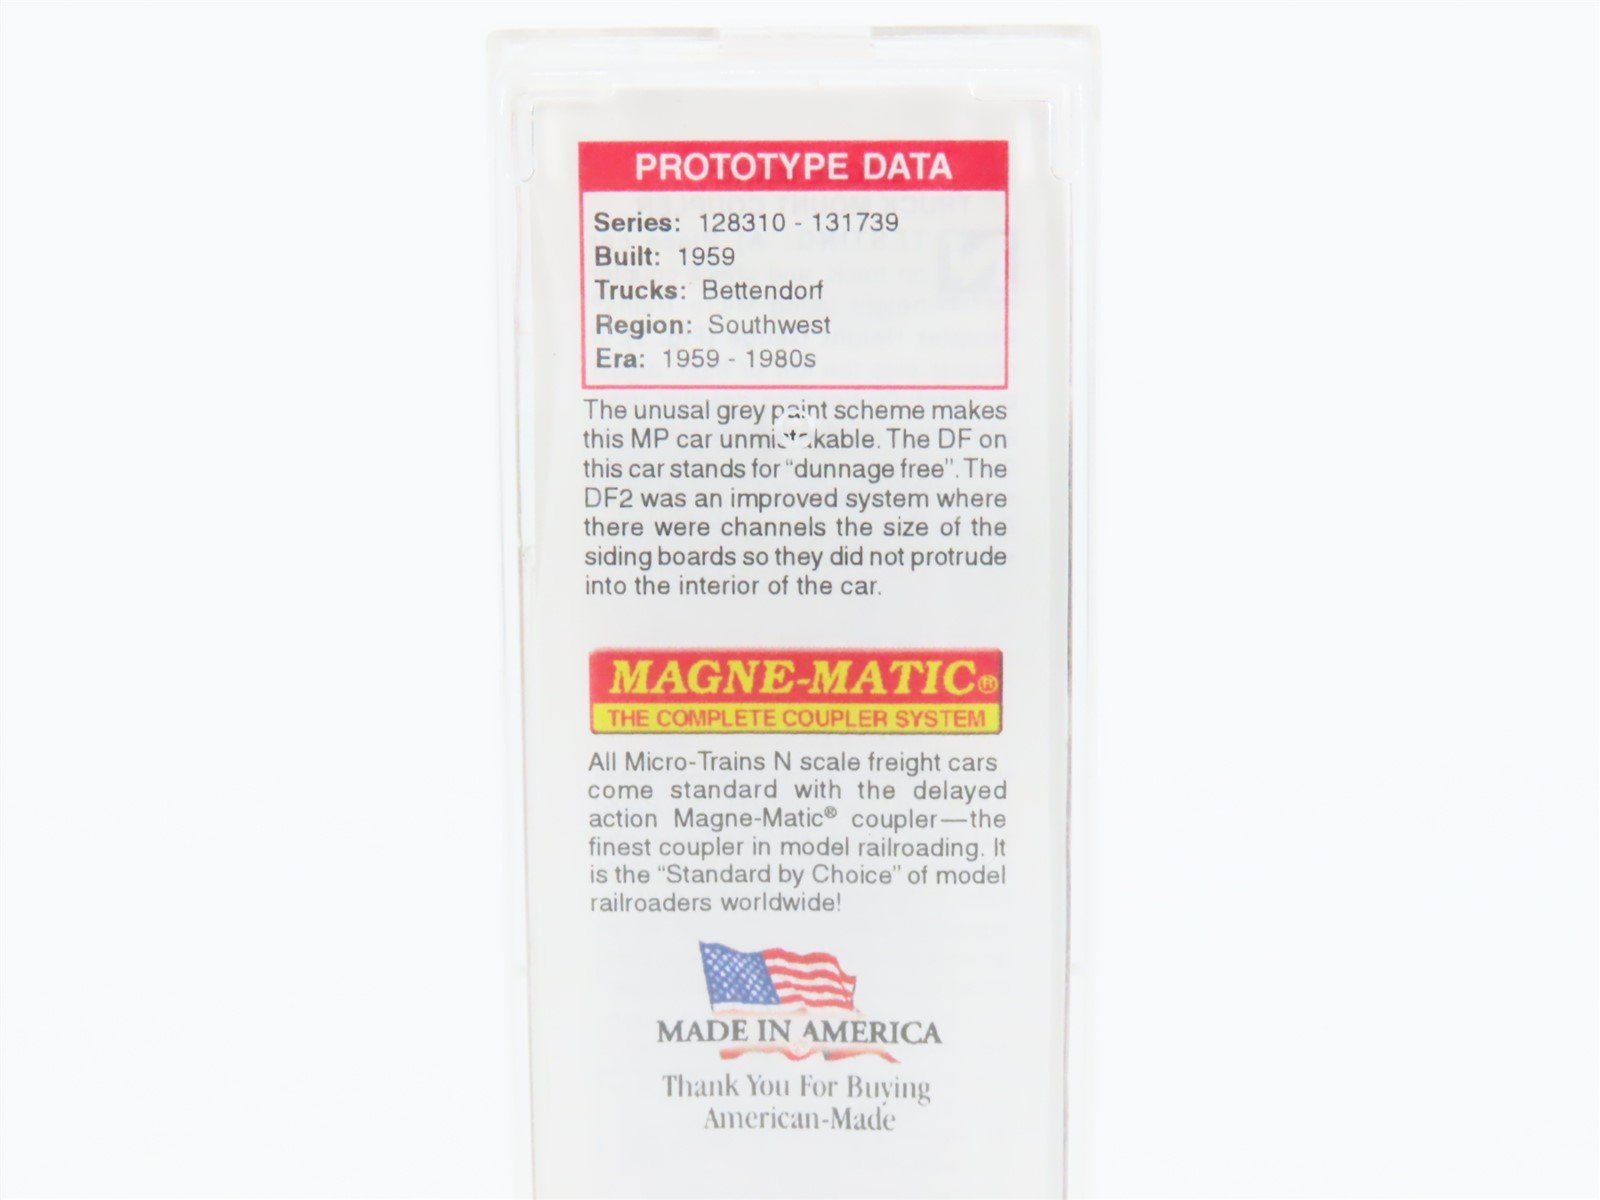 PROTOTYPE DATA
Series: 128310 - 131739
Built: 1959
Trucks: Bettendorf
Region: Southwest
Era: 1959 - 1980s
The unusal grey paint scheme makes
this MP car unmistakable. The DF on
this car stands for “dunnage free”. The
DF2 was an improved system where
there were channels the size of the
siding boards so they did not protrude
into the interior of the car.
MAGNE-MATIC®
THE COMPLETE COUPLER SYSTEM
All Micro-Trains N scale freight cars
come standard with the delayed
action Magne-Matic® coupler—the
finest coupler in model railroading. It
is the “Standard by Choice” of model
railroaders worldwide!
MADE IN AMERICA
Thank You For Buying
American-Made